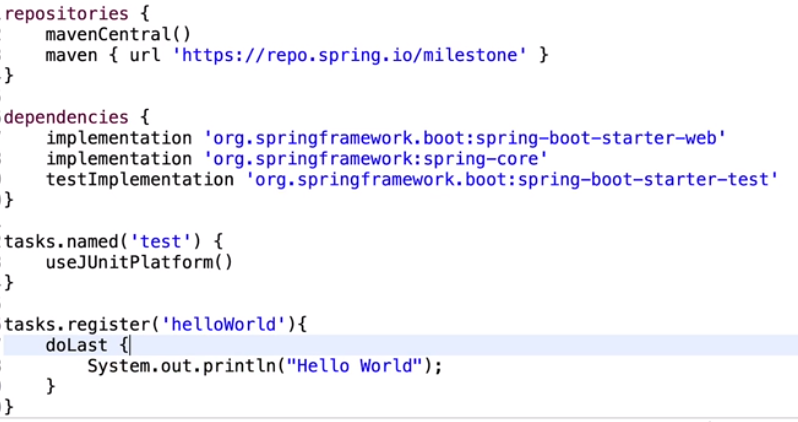 repositories {
    mavenCentral()
    maven { url 'https://repo.spring.io/milestone' }
}

dependencies {
    implementation 'org.springframework.boot:spring-boot-starter-web'
    implementation 'org.springframework:spring-core'
    testImplementation 'org.springframework.boot:spring-boot-starter-test'
}

tasks.named('test') {
    useJUnitPlatform()
}

tasks.register('helloWorld'){
    doLast {
        System.out.println("Hello World");
    }
}